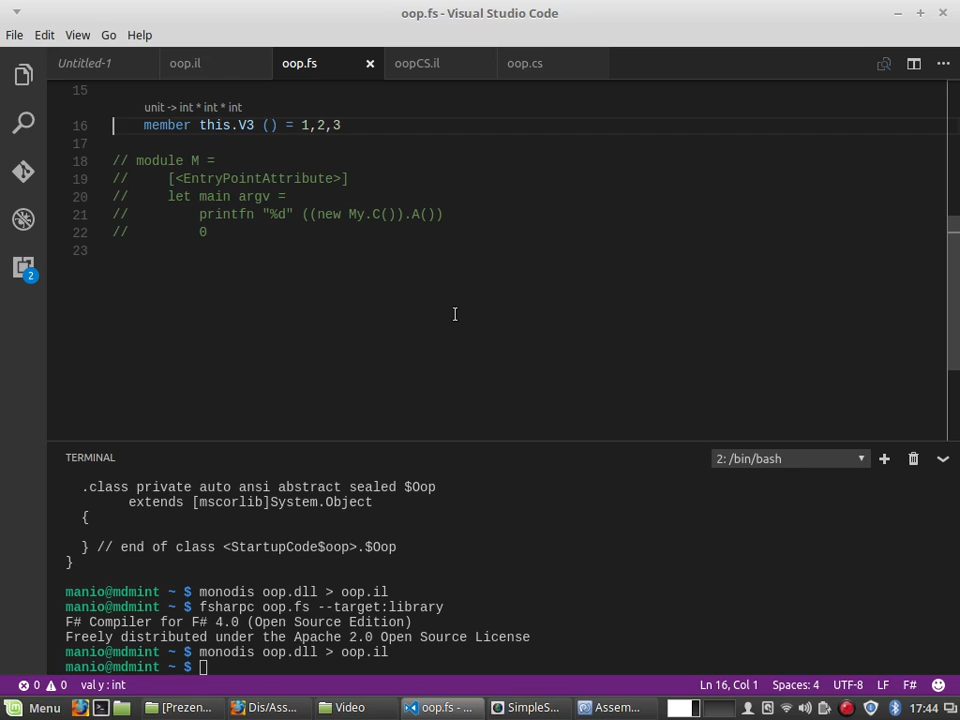 oop.fs - Visual Studio Code
File Edit View Go Help
Untitled-1 oop.il oop.fs oopCS.il oop.cs
15
unit -> int * int * int
16 member this.V3 () = 1,2,3
17
18 // module M =
19 //     [<EntryPointAttribute>]
20 //     let main argv =
21 //         printfn "%d" ((new My.C()).A())
22 //         0
23
2
TERMINAL
2: /bin/bash
.class private auto ansi abstract sealed $Oop
extends [mscorlib]System.Object
{
} // end of class <StartupCode$oop>.$Oop
}
manio@mdmint ~ $ monodis oop.dll > oop.il
manio@mdmint ~ $ fsharpc oop.fs --target:library
F# Compiler for F# 4.0 (Open Source Edition)
Freely distributed under the Apache 2.0 Open Source License
manio@mdmint ~ $ monodis oop.dll > oop.il
manio@mdmint ~ $
0 0 val y : int Ln 16, Col 1 Spaces: 4 UTF-8 LF F#
Menu [Prezen... Dis/Ass... Video oop.fs - ... SimpleS... Assem... 17:44